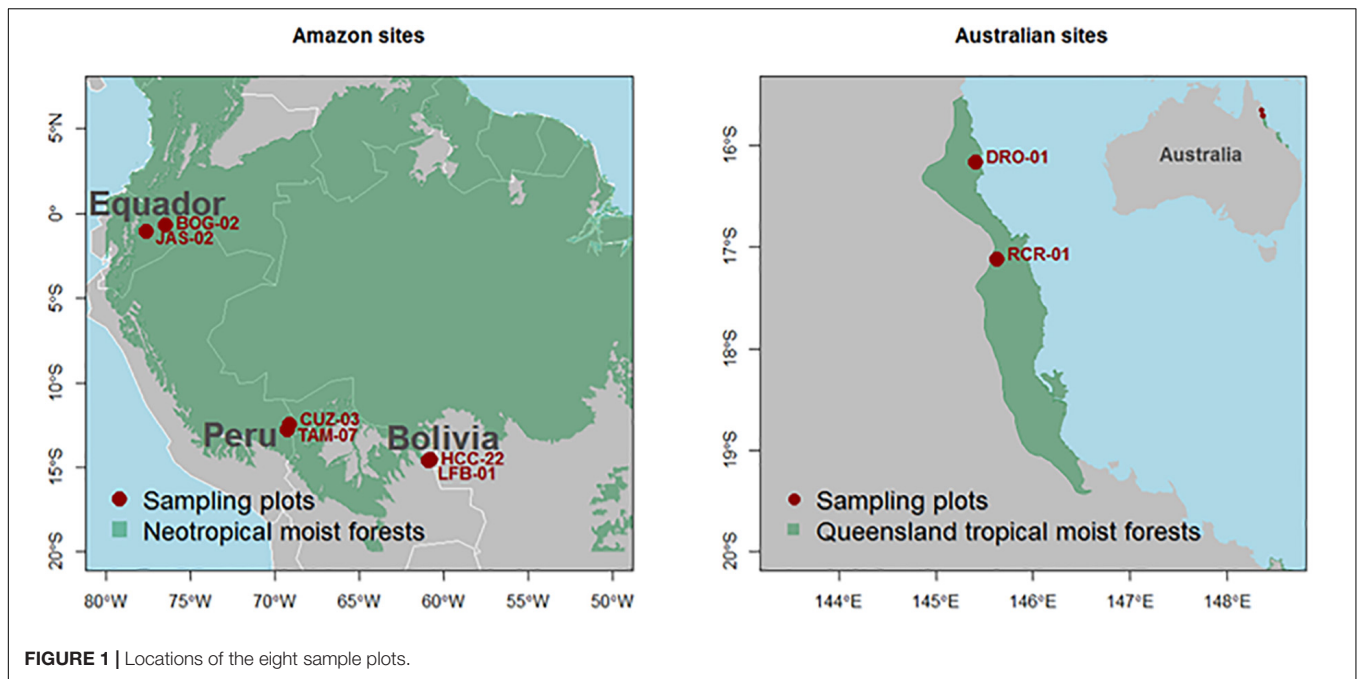 Amazon sites
5°N
0°
5°S
10°S
15°S
20°S
80°W 75°W 70°W 65°W 60°W 55°W 50°W
Equador
BOG-02
JAS-02
CUZ-03
Peru
TAM-07
Bolivia
HCC-22
LFB-01
Sampling plots
Neotropical moist forests
Australian sites
16°S
17°S
18°S
19°S
20°S
144°E 145°E 146°E 147°E 148°E
DRO-01
RCR-01
Australia
Sampling plots
Queensland tropical moist forests
FIGURE 1 | Locations of the eight sample plots.